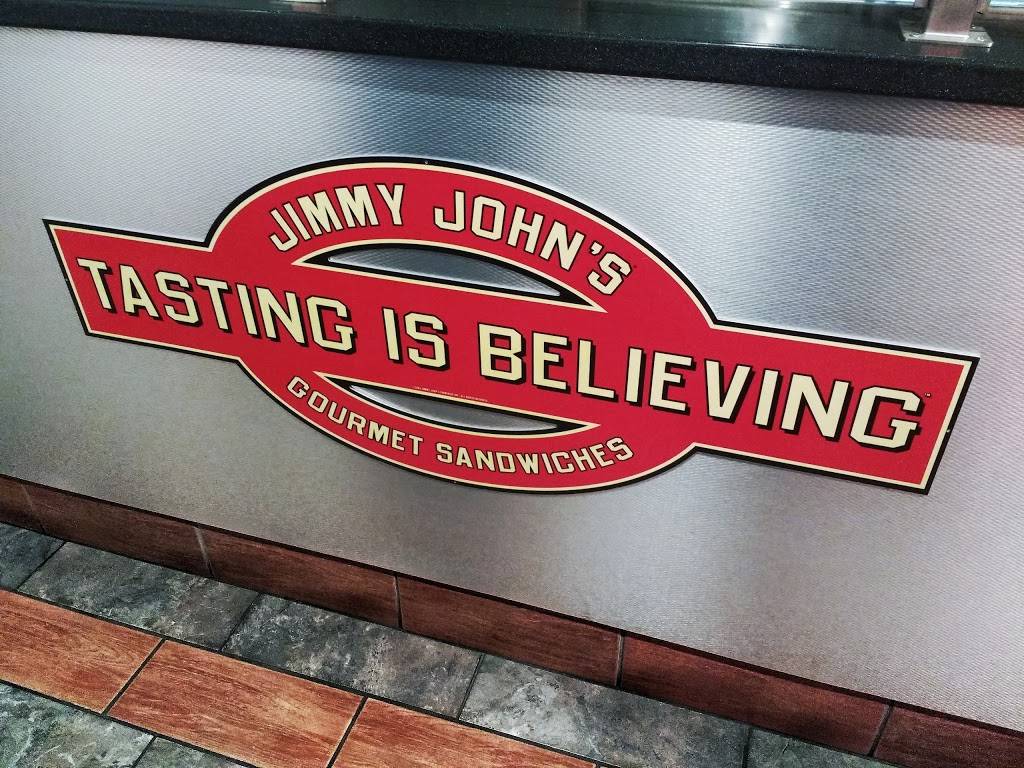 JIMMY JOHN'S
TASTING IS BELIEVING
GOURMET SANDWICHES